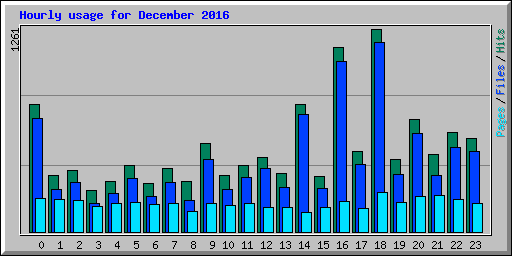 Hourly usage for December 2016
1261
Pages/Files/Hits
0 1 2 3 4 5 6 7 8 9 10 11 12 13 14 15 16 17 18 19 20 21 22 23